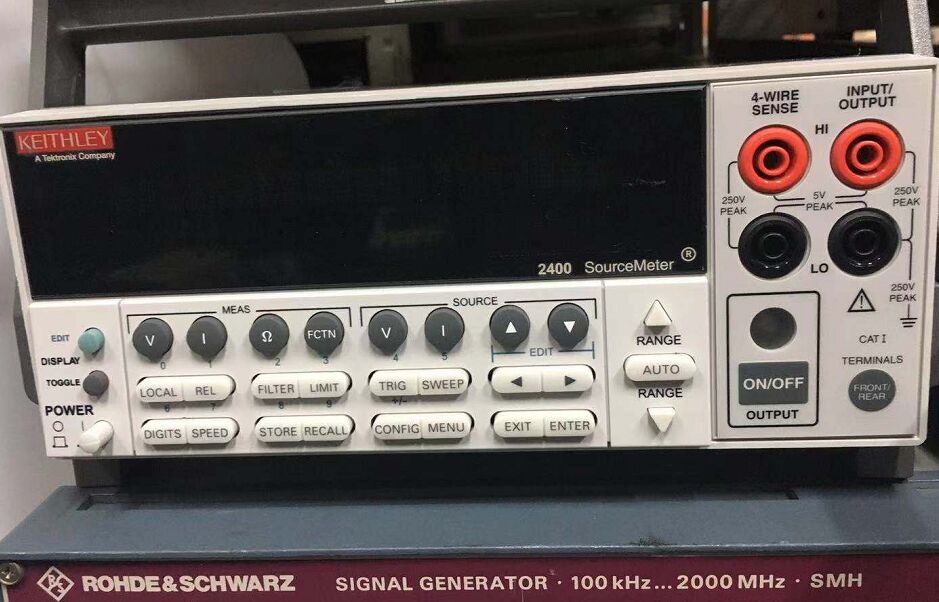 KEITHLEY
A Tektronix Company
2400 SourceMeter ®
4-WIRE
SENSE
INPUT/
OUTPUT
HI
250V
PEAK
5V
PEAK
250V
PEAK
LO
250V
PEAK
CAT I
TERMINALS
FRONT/
REAR
ON/OFF
OUTPUT
MEAS
SOURCE
EDIT
DISPLAY
TOGGLE
POWER
V I Ω FCTN V I
0 1 2 3 4 5
EDIT
LOCAL REL FILTER LIMIT TRIG SWEEP
6 7 8 9 +/-
DIGITS SPEED STORE RECALL CONFIG MENU EXIT ENTER
RANGE
AUTO
RANGE
ROHDE&SCHWARZ SIGNAL GENERATOR · 100 kHz ... 2000 MHz · SMH